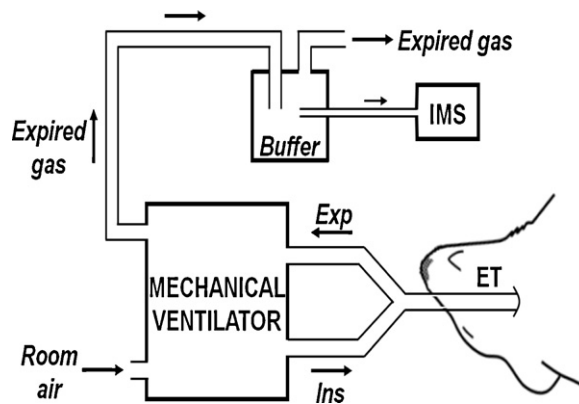 Expired gas
IMS
Buffer
Expired
gas
Exp
ET
MECHANICAL
VENTILATOR
Room
air
Ins